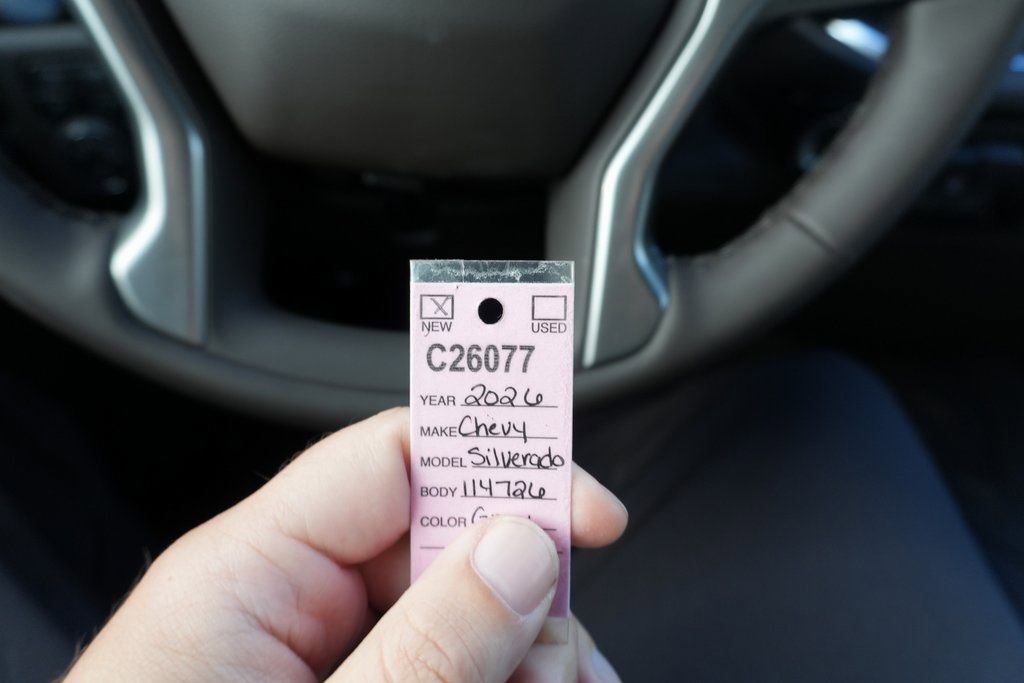 X
NEW USED
C26077
YEAR 2026
MAKE Chevy
MODEL Silverado
BODY 114726
COLOR